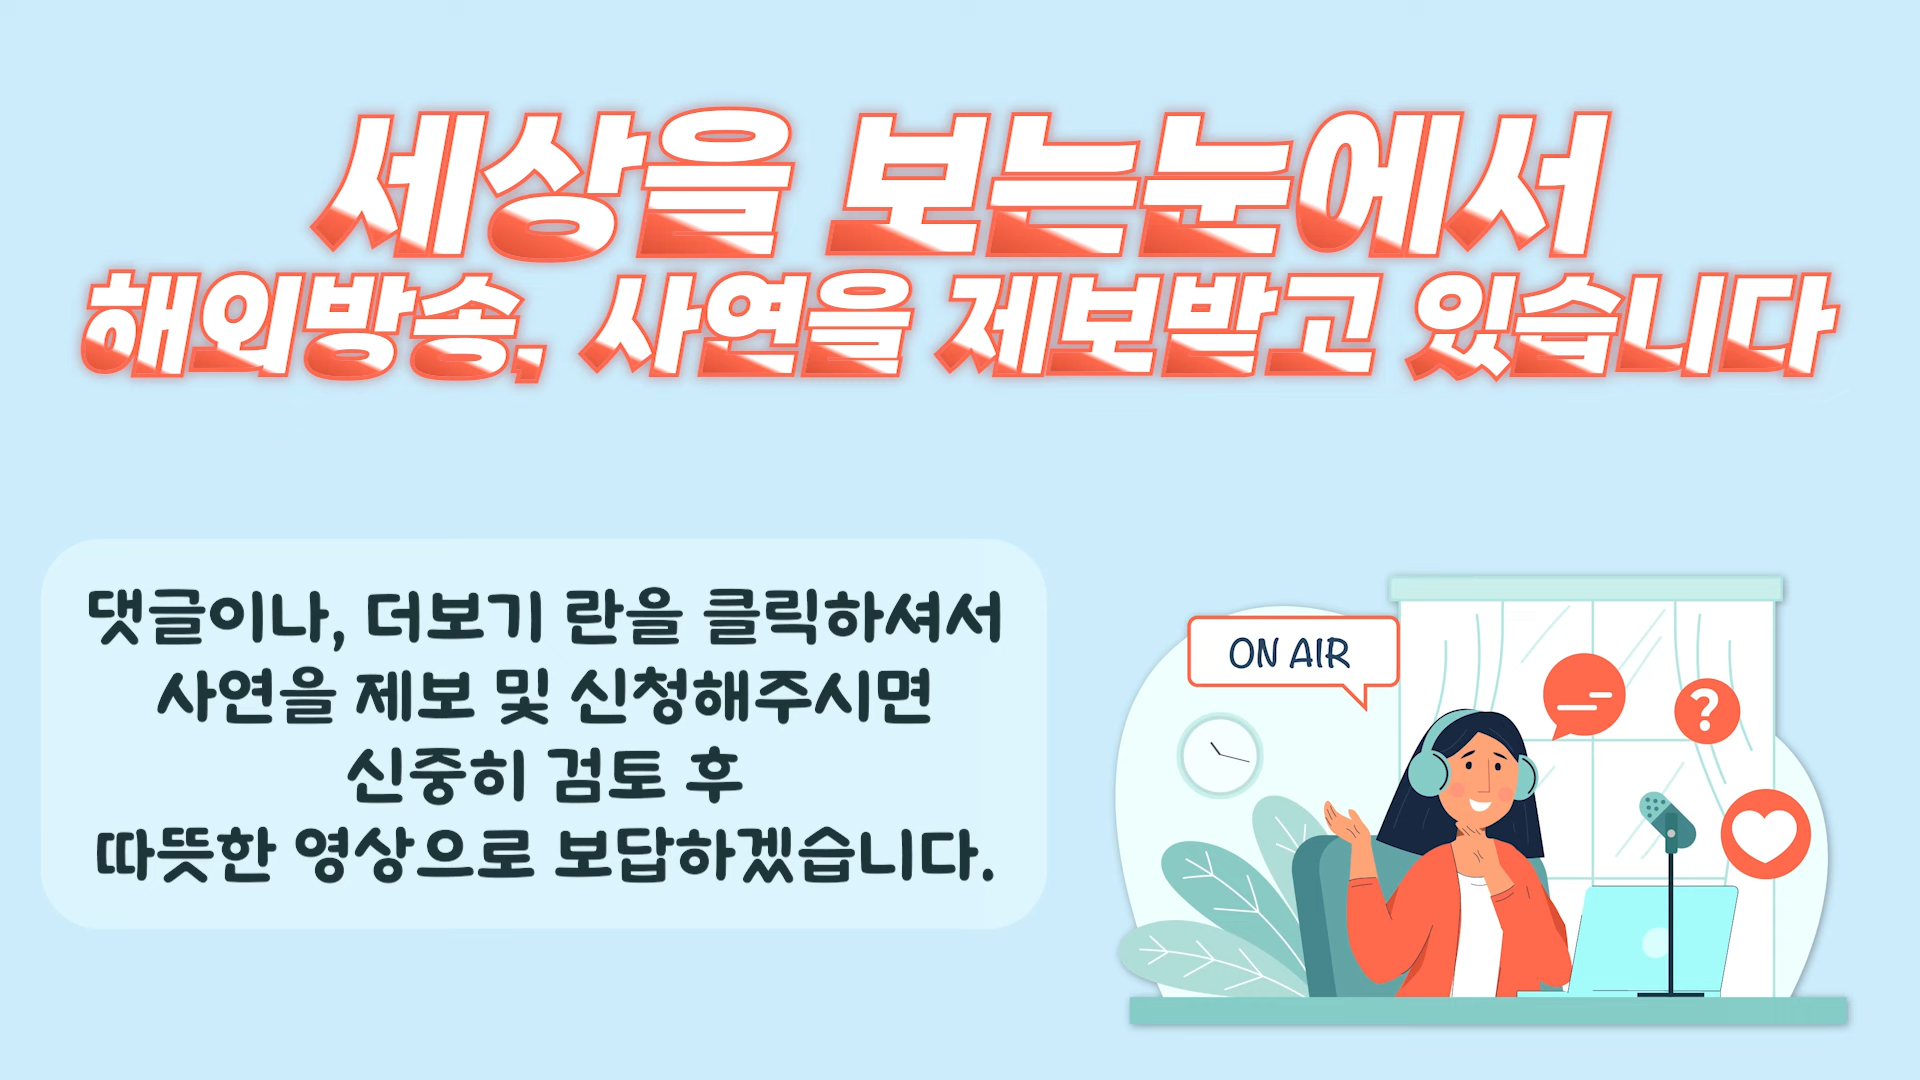 세상을 보는눈에서
해외방송, 사연을 제보받고 있습니다
댓글이나, 더보기 란을 클릭하셔서
사연을 제보 및 신청해주시면
신중히 검토 후
따뜻한 영상으로 보답하겠습니다.
ON AIR
?